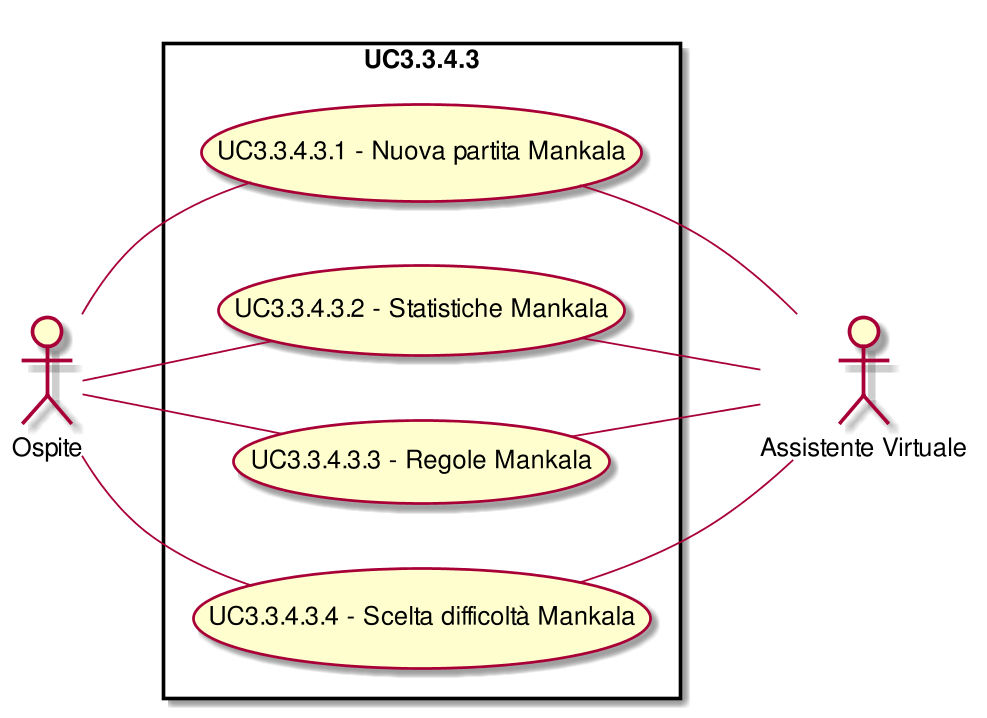 UC3.3.4.3
UC3.3.4.3.1 - Nuova partita Mankala
UC3.3.4.3.2 - Statistiche Mankala
Ospite
Assistente Virtuale
UC3.3.4.3.3 - Regole Mankala
UC3.3.4.3.4 - Scelta difficoltà Mankala